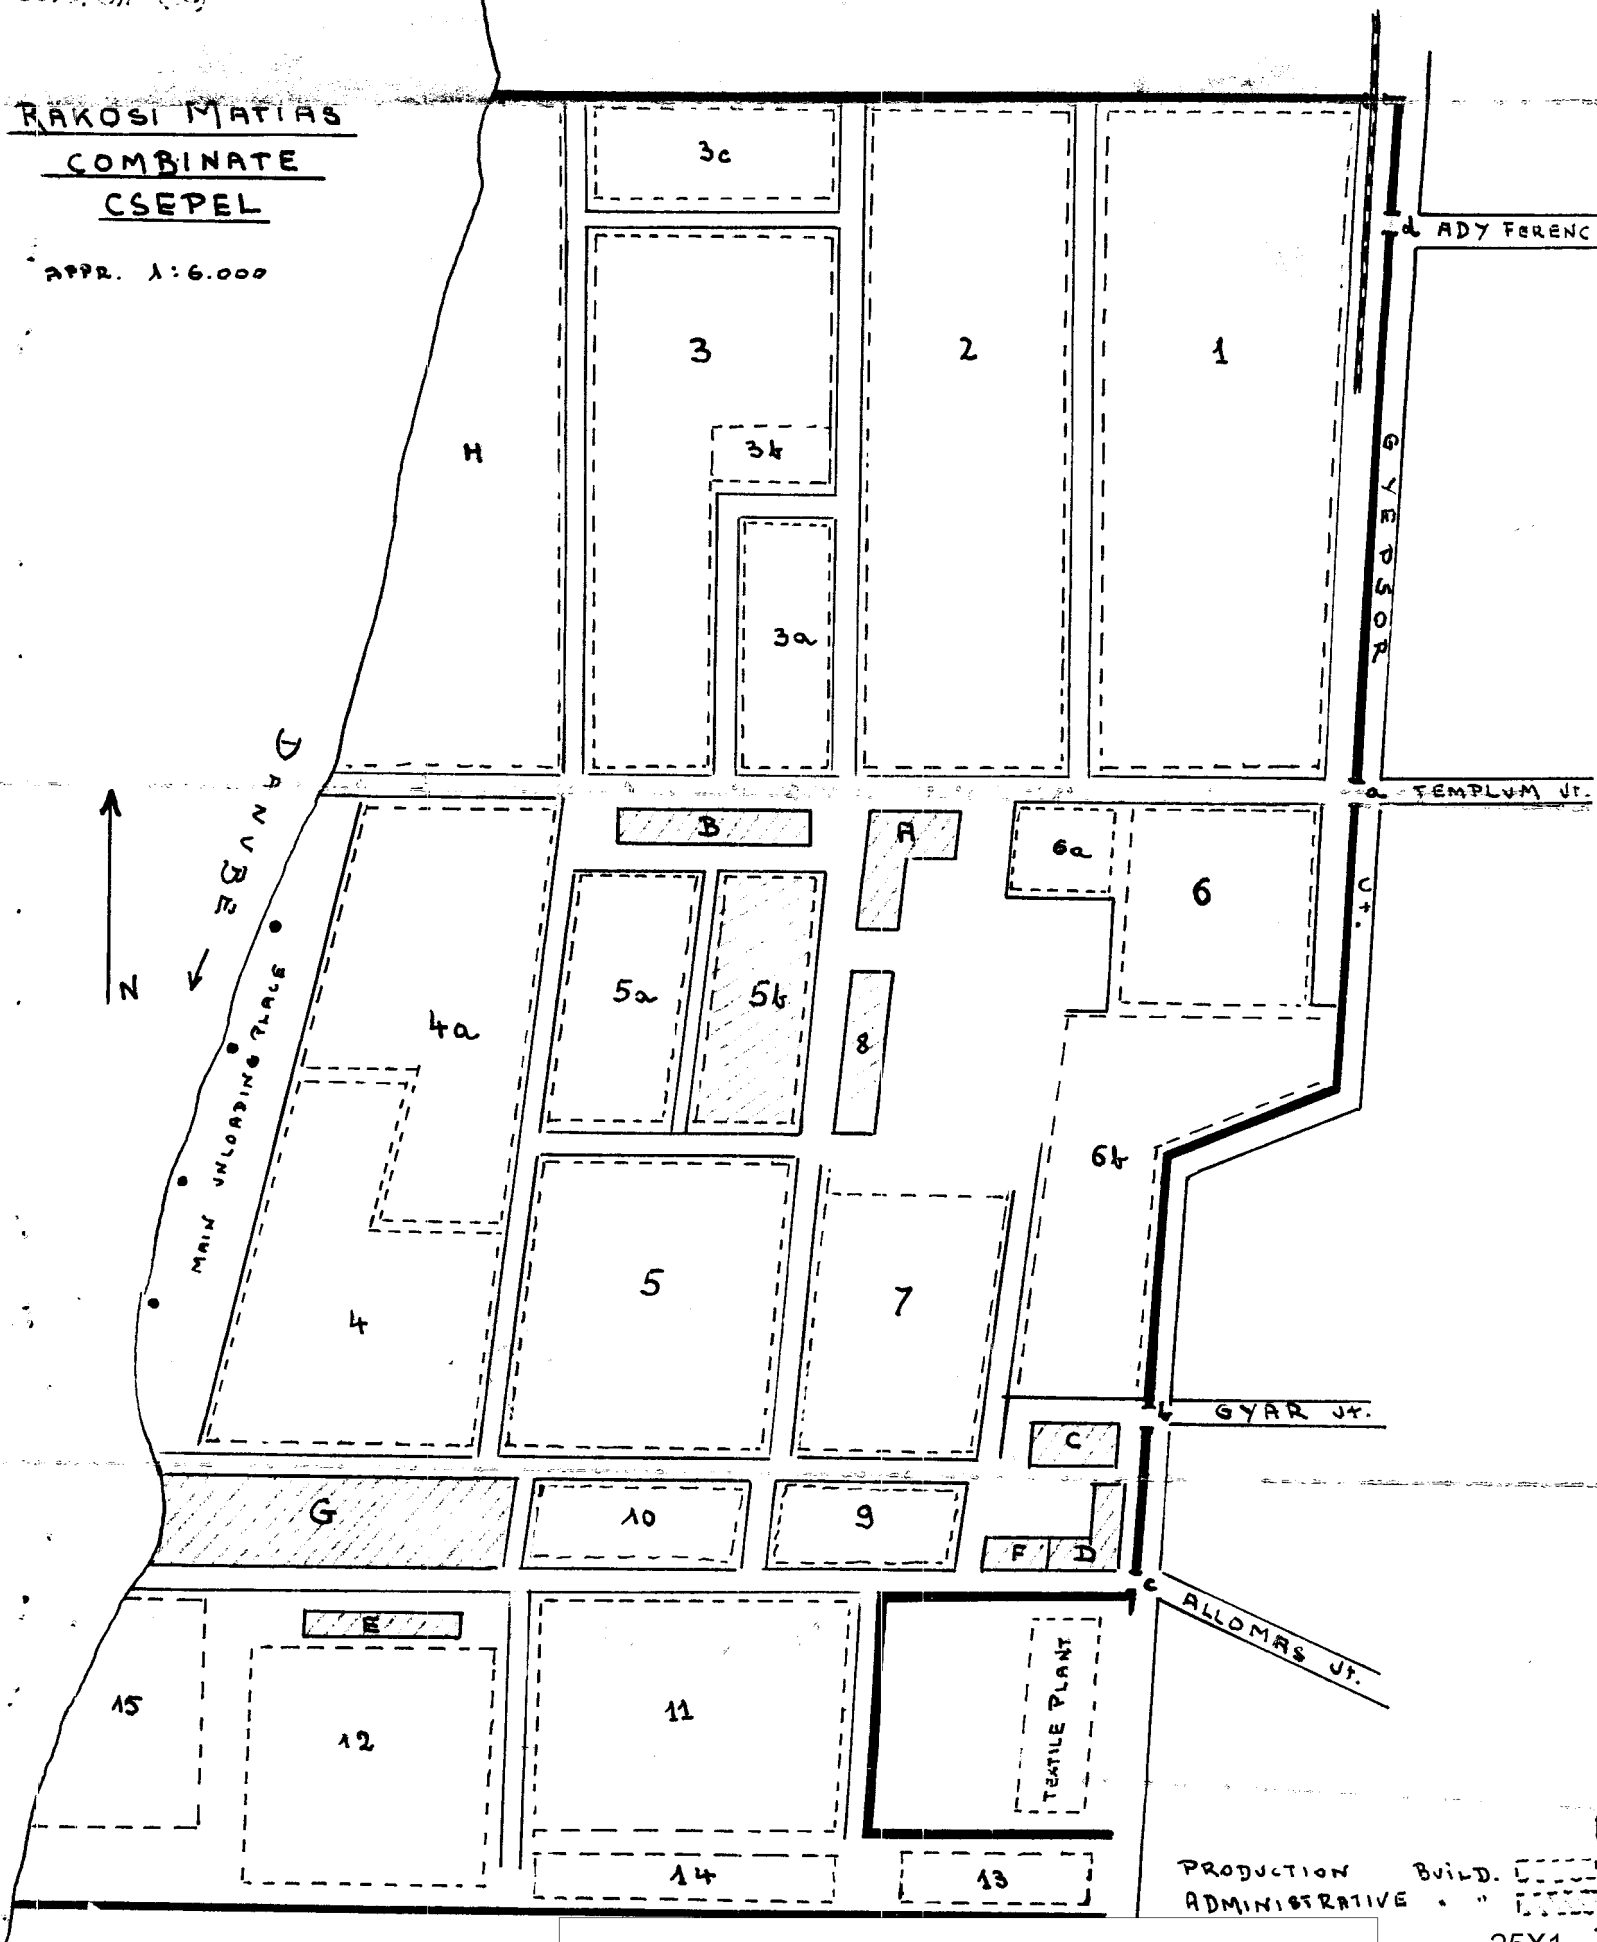 RAKOSI MATIAS
COMBINATE
CSEPEL
APPR. 1:6.000
3c
3
2
1
d ADY FERENC
H
3b
GYEPSOR
3a
DANUBE
a TEMPLUM UT.
B
A
6a
6
UT.
N
MAIN UNLOADING PLACE
5a
5b
8
4a
6b
5
7
4
b GYAR UT.
C
G
10
9
F
D
c ALLOMAS UT.
E
15
12
11
TEXTILE PLANT
14
13
PRODUCTION BUILD.
ADMINISTRATIVE " "
25X1